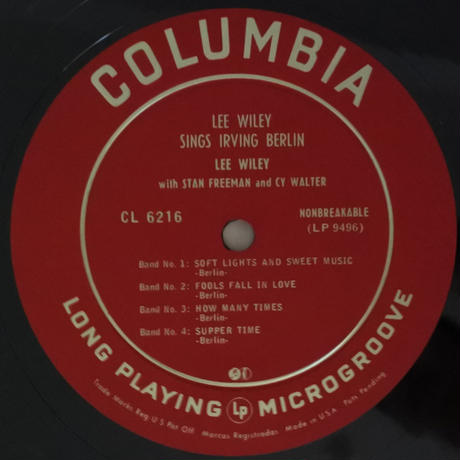 COLUMBIA
LEE WILEY
SINGS IRVING BERLIN
LEE WILEY
with STAN FREEMAN and CY WALTER
CL 6216
NONBREAKABLE
(LP 9496)
Band No. 1: SOFT LIGHTS AND SWEET MUSIC
-Berlin-
Band No. 2: FOOLS FALL IN LOVE
-Berlin-
Band No. 3: HOW MANY TIMES
-Berlin-
Band No. 4: SUPPER TIME
-Berlin-
LONG PLAYING Lp MICROGROOVE
Trade Marks Reg U S Pat Off Marcas Registradas Made in U.S.A Pats Pending